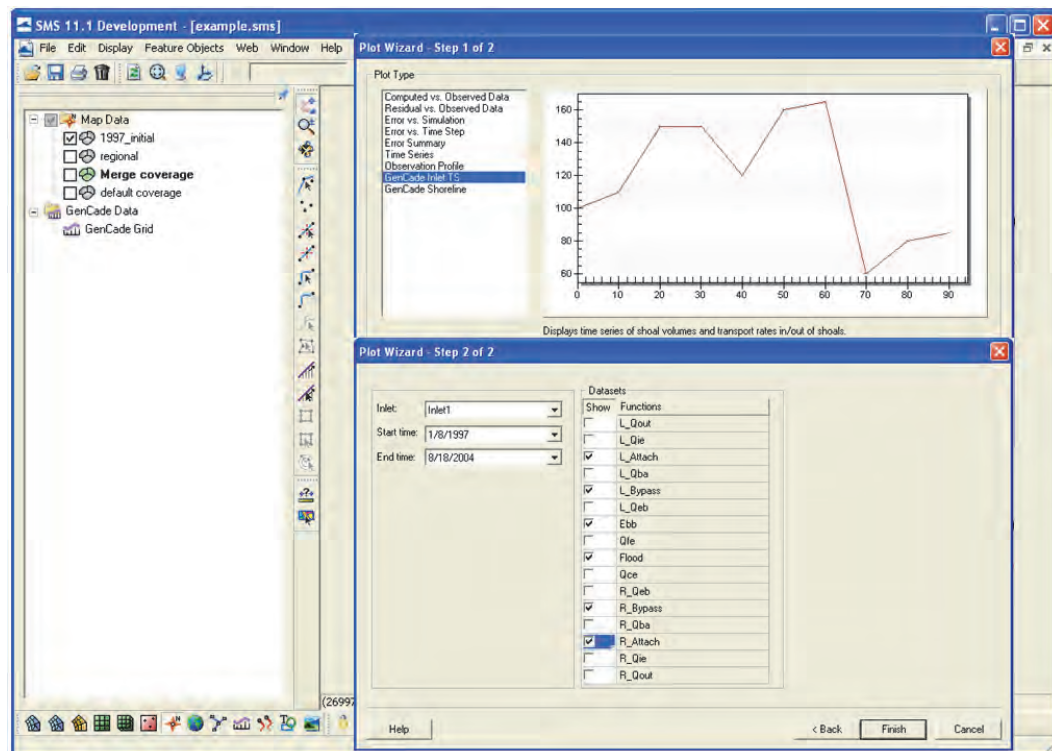 SMS 11.1 Development - [example.sms]
File Edit Display Feature Objects Web Window Help
Map Data
1997_initial
regional
Merge coverage
default coverage
GenCade Data
GenCade Grid
(26997
Plot Wizard - Step 1 of 2
Plot Type
Computed vs. Observed Data
Residual vs. Observed Data
Error vs. Simulation
Error vs. Time Step
Error Summary
Time Series
Observation Profile
GenCade Inlet TS
GenCade Shoreline
160
140
120
100
80
60
0 10 20 30 40 50 60 70 80 90
Displays time series of shoal volumes and transport rates in/out of shoals.
Plot Wizard - Step 2 of 2
Inlet: Inlet1
Start time: 1/8/1997
End time: 8/18/2004
Datasets
Show Functions
L_Qout
L_Qie
L_Attach
L_Qba
L_Bypass
L_Qeb
Ebb
Qfe
Flood
Qce
R_Qeb
R_Bypass
R_Qba
R_Attach
R_Qie
R_Qout
Help
< Back Finish Cancel